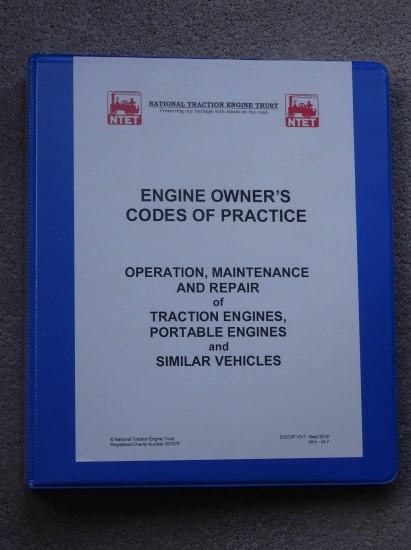 NATIONAL TRACTION ENGINE TRUST
Preserving our heritage with steam on the road
NTET
NTET
ENGINE OWNER'S
CODES OF PRACTICE
OPERATION, MAINTENANCE
AND REPAIR
of
TRACTION ENGINES,
PORTABLE ENGINES
and
SIMILAR VEHICLES
© National Traction Engine Trust
Registered Charity Number